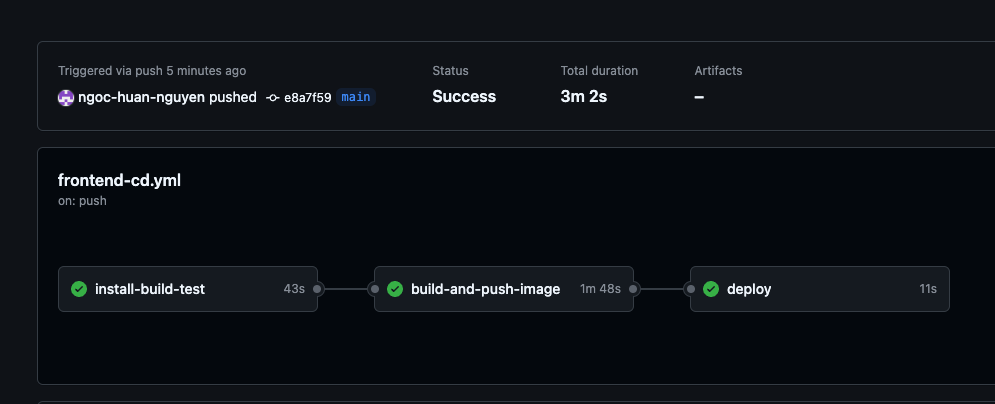 Triggered via push 5 minutes ago
ngoc-huan-nguyen pushed e8a7f59 main
Status
Success
Total duration
3m 2s
Artifacts
–
frontend-cd.yml
on: push
install-build-test 43s
build-and-push-image 1m 48s
deploy 11s